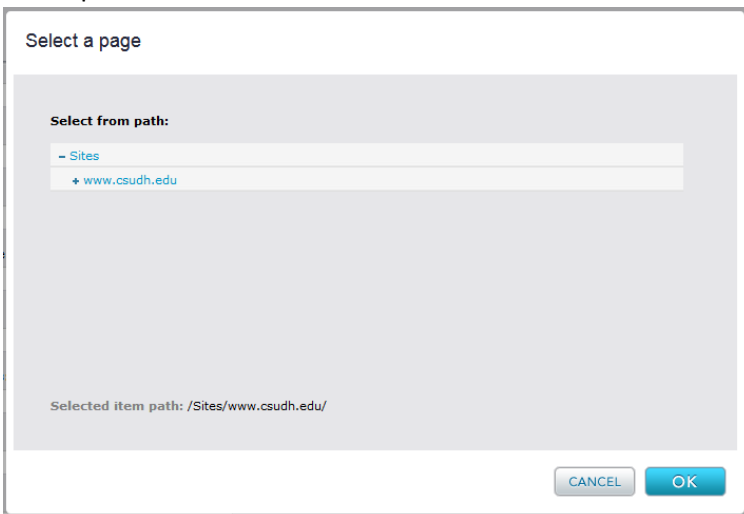 Select a page
Select from path:
– Sites
+ www.csudh.edu
Selected item path: /Sites/www.csudh.edu/
CANCEL OK